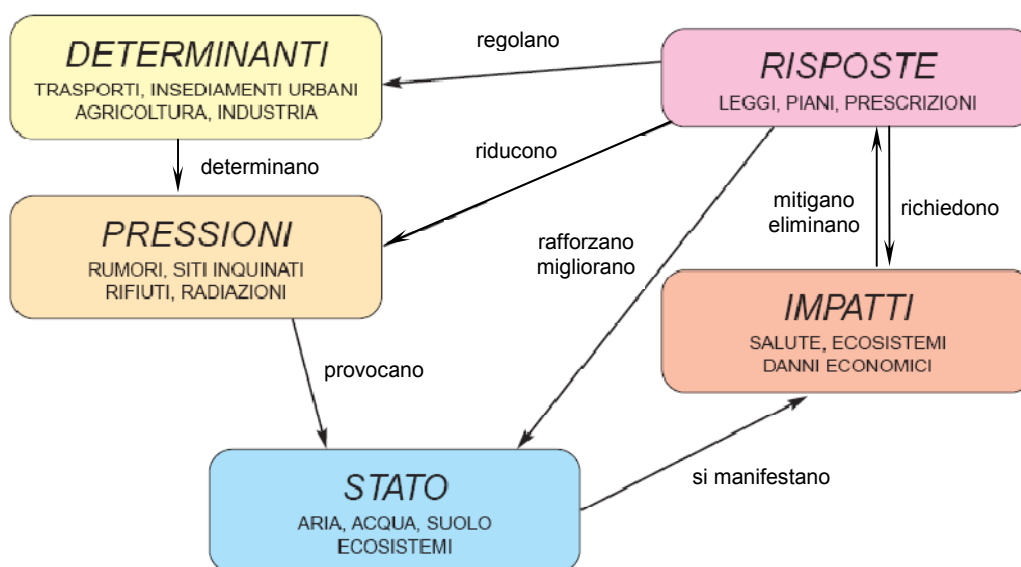 DETERMINANTI
TRASPORTI, INSEDIAMENTI URBANI
AGRICOLTURA, INDUSTRIA
regolano
RISPOSTE
LEGGI, PIANI, PRESCRIZIONI
determinano
riducono
mitigano
eliminano
richiedono
PRESSIONI
RUMORI, SITI INQUINATI
RIFIUTI, RADIAZIONI
rafforzano
migliorano
IMPATTI
SALUTE, ECOSISTEMI
DANNI ECONOMICI
provocano
STATO
ARIA, ACQUA, SUOLO
ECOSISTEMI
si manifestano